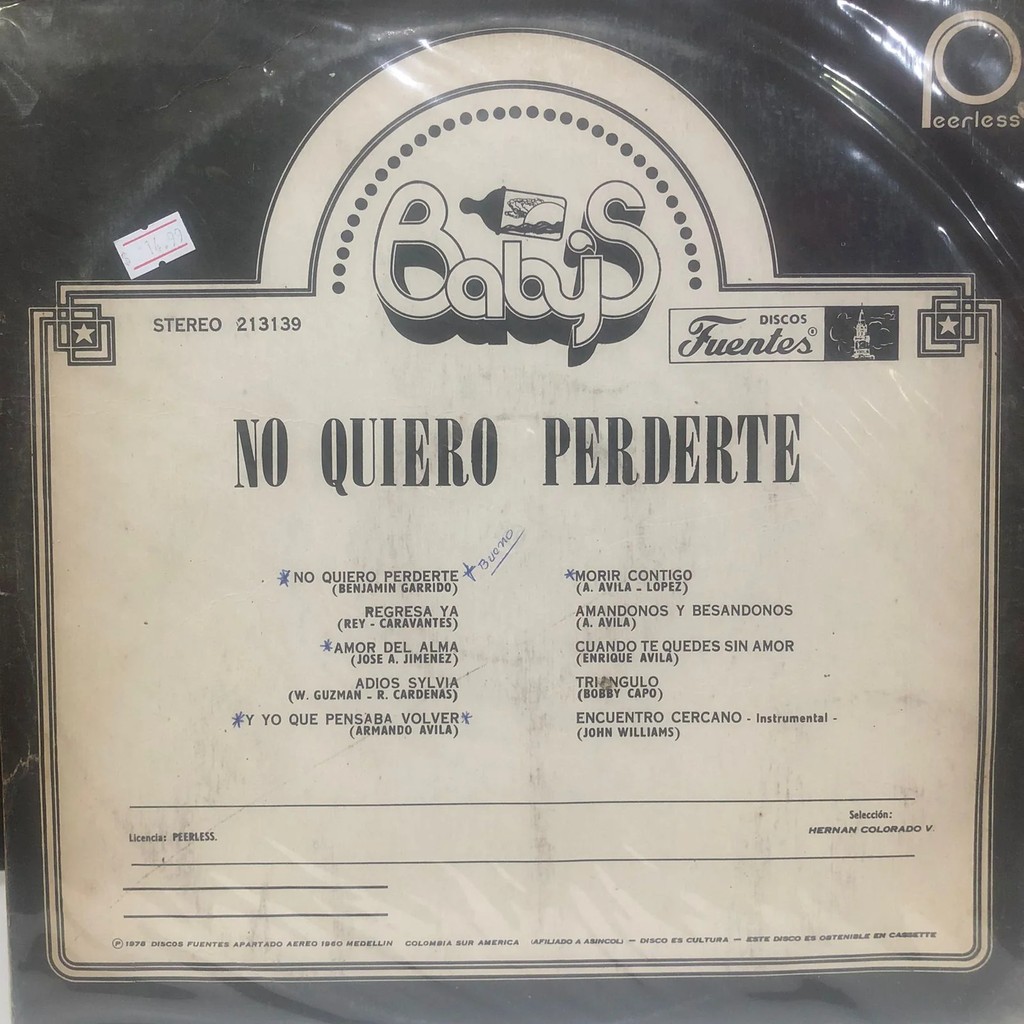 Peerless
BabyS
14.99
STEREO 213139
DISCOS
Fuentes®
NO QUIERO PERDERTE
Bueno
*NO QUIERO PERDERTE*
(BENJAMIN GARRIDO)
REGRESA YA
(REY - CARAVANTES)
*AMOR DEL ALMA
(JOSE A. JIMENEZ)
ADIOS SYLVIA
(W. GUZMAN - R. CARDENAS)
*Y YO QUE PENSABA VOLVER*
(ARMANDO AVILA)
*MORIR CONTIGO
(A. AVILA - LOPEZ)
AMANDONOS Y BESANDONOS
(A. AVILA)
CUANDO TE QUEDES SIN AMOR
(ENRIQUE AVILA)
TRIANGULO
(BOBBY CAPO)
ENCUENTRO CERCANO - Instrumental -
(JOHN WILLIAMS)
Licencia: PEERLESS.
Selección:
HERNAN COLORADO V.
Ⓟ 1978 DISCOS FUENTES APARTADO AEREO 1960 MEDELLIN COLOMBIA SUR AMERICA (AFILIADO A ASINCOL) - DISCO ES CULTURA - ESTE DISCO ES OBTENIBLE EN CASSETTE